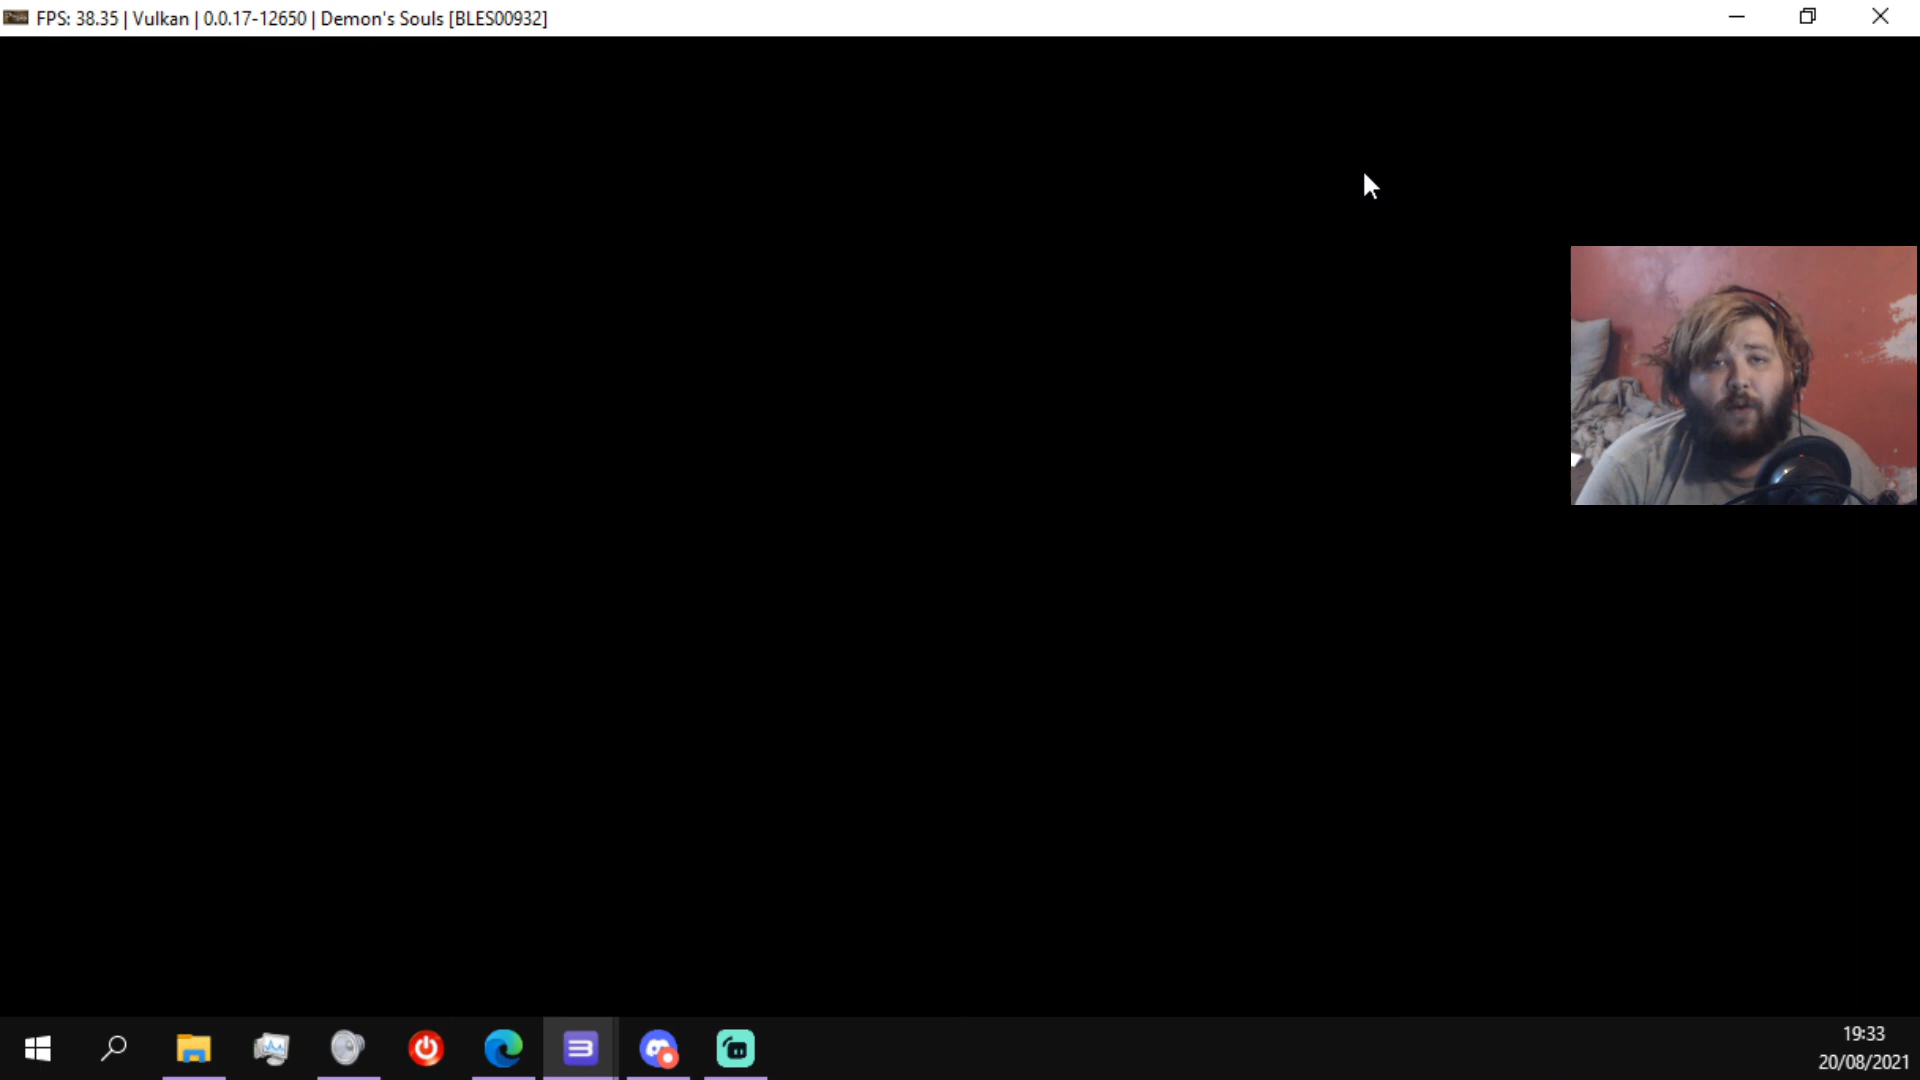 FPS: 38.35 | Vulkan | 0.0.17-12650 | Demon's Souls [BLES00932]
19:33
20/08/2021